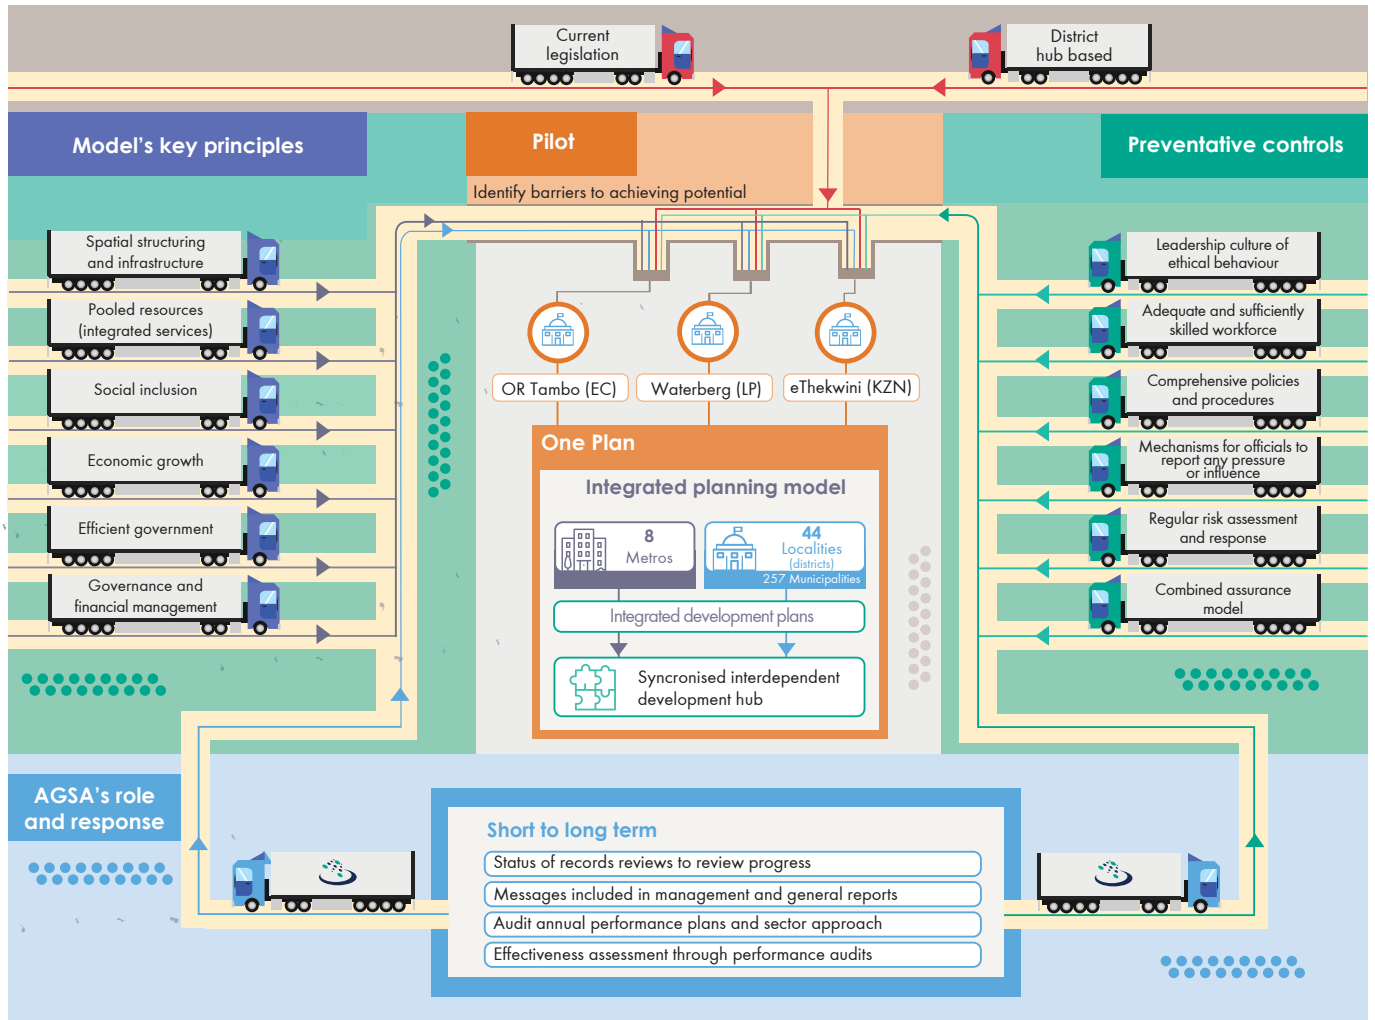 Current
legislation
District
hub based
Model's key principles
Pilot
Preventative controls
Identify barriers to achieving potential
Spatial structuring
and infrastructure
Pooled resources
(integrated services)
Social inclusion
Economic growth
Efficient government
Governance and
financial management
OR Tambo (EC)
Waterberg (LP)
eThekwini (KZN)
One Plan
Integrated planning model
8
Metros
44
Localities
(districts)
257 Municipalities
Integrated development plans
Syncronised interdependent
development hub
Leadership culture of
ethical behaviour
Adequate and sufficiently
skilled workforce
Comprehensive policies
and procedures
Mechanisms for officials to
report any pressure
or influence
Regular risk assessment
and response
Combined assurance
model
AGSA's role
and response
Short to long term
Status of records reviews to review progress
Messages included in management and general reports
Audit annual performance plans and sector approach
Effectiveness assessment through performance audits